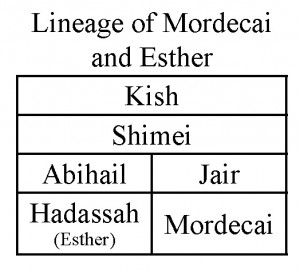 Lineage of Mordecai
and Esther
Kish
Shimei
Abihail Jair
Hadassah Mordecai
(Esther)